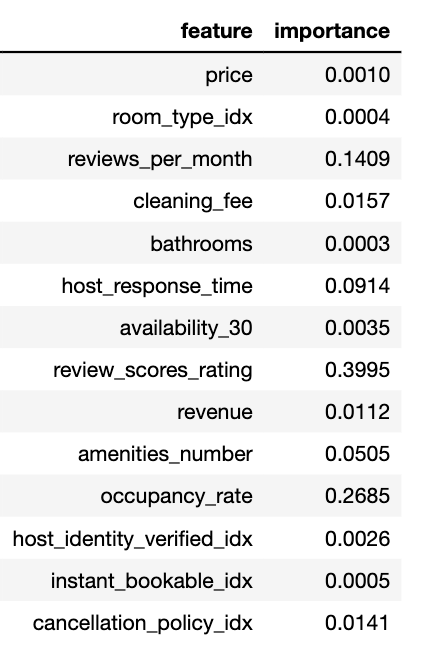 feature importance
price 0.0010
room_type_idx 0.0004
reviews_per_month 0.1409
cleaning_fee 0.0157
bathrooms 0.0003
host_response_time 0.0914
availability_30 0.0035
review_scores_rating 0.3995
revenue 0.0112
amenities_number 0.0505
occupancy_rate 0.2685
host_identity_verified_idx 0.0026
instant_bookable_idx 0.0005
cancellation_policy_idx 0.0141